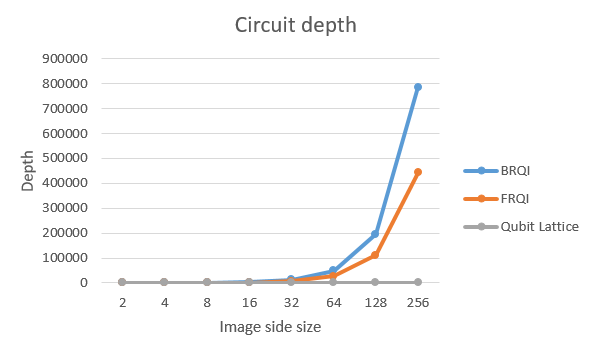 Circuit depth
900000
800000
700000
600000
500000
400000
300000
200000
100000
0
Depth
2 4 8 16 32 64 128 256
Image side size
BRQI
FRQI
Qubit Lattice